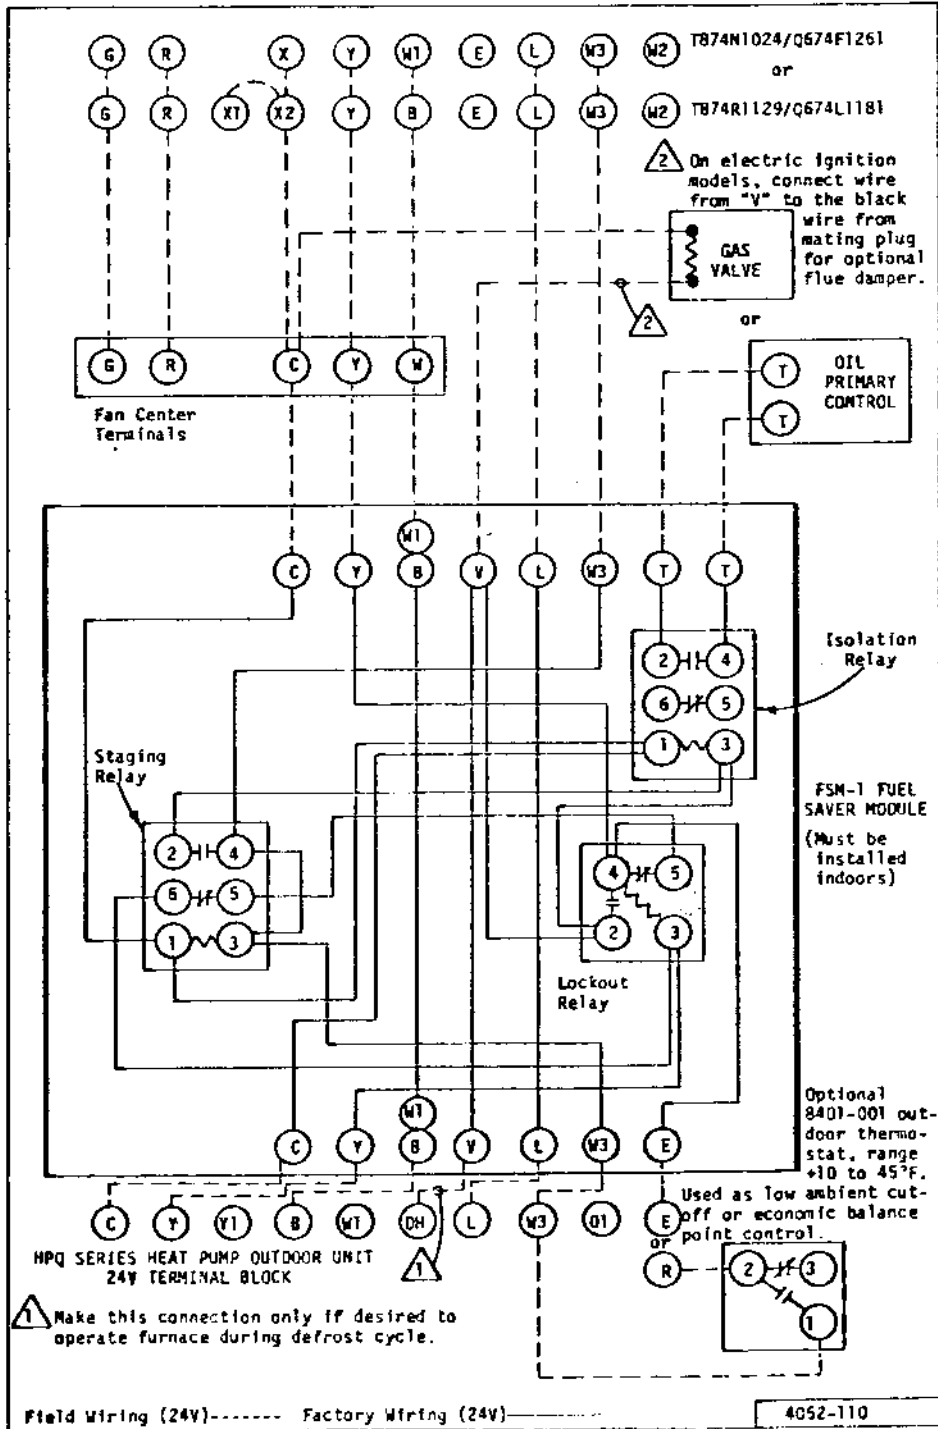 G R X Y W1 E L W3 W2 T874N1024/Q674F1261
or
G R X1 X2 Y B E L W3 W2 T874R1129/Q674L1181
2 On electric ignition
models, connect wire
from "V" to the black
wire from
mating plug
for optional
flue damper.
GAS
VALVE
2
or
G R C Y W
Fan Center
Terminals
T
T
OIL
PRIMARY
CONTROL
W1
C Y B V L W3 T T
2 4
6 5
1 3
Isolation
Relay
Staging
Relay
2 4
6 5
1 3
4 5
2 3
Lockout
Relay
FSM-1 FUEL
SAVER MODULE
(Must be
installed
indoors)
W1
C Y B V L W3 E
Optional
8401-001 out-
door thermo-
stat, range
+10 to 45°F.
Used as low ambient cut-
off or economic balance
point control.
C Y Y1 B W1 DH L W3 O1 E
or
R
2 3
1
HPQ SERIES HEAT PUMP OUTDOOR UNIT
24V TERMINAL BLOCK
1
1 Make this connection only if desired to
operate furnace during defrost cycle.
Field Wiring (24V)------- Factory Wiring (24V)
4052-110